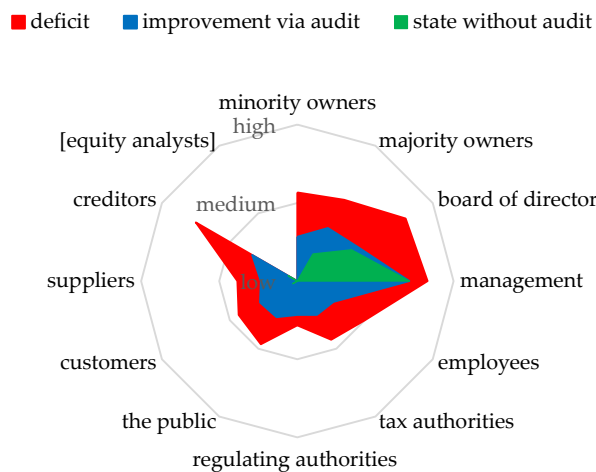 deficit improvement via audit state without audit
minority owners
high
[equity analysts] majority owners
creditors medium board of director
suppliers low management
customers employees
the public tax authorities
regulating authorities